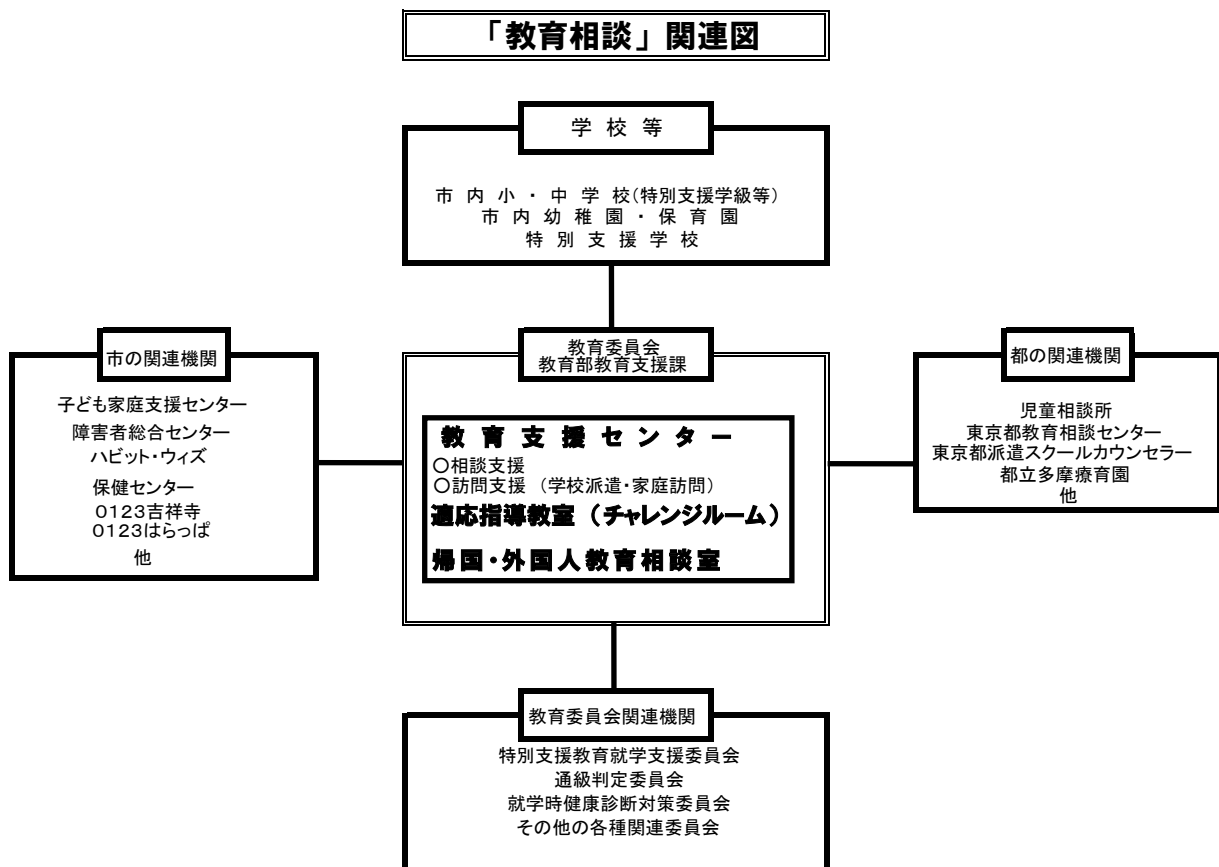 「教育相談」関連図
学校等
市内小・中学校(特別支援学級等)
市内幼稚園・保育園
特別支援学校
市の関連機関
子ども家庭支援センター
障害者総合センター
ハビット・ウィズ
保健センター
0123吉祥寺
0123はらっぱ
他
教育委員会
教育部教育支援課
教育支援センター
○相談支援
○訪問支援（学校派遣・家庭訪問）
適応指導教室（チャレンジルーム）
帰国・外国人教育相談室
都の関連機関
児童相談所
東京都教育相談センター
東京都派遣スクールカウンセラー
都立多摩療育園
他
教育委員会関連機関
特別支援教育就学支援委員会
通級判定委員会
就学時健康診断対策委員会
その他の各種関連委員会